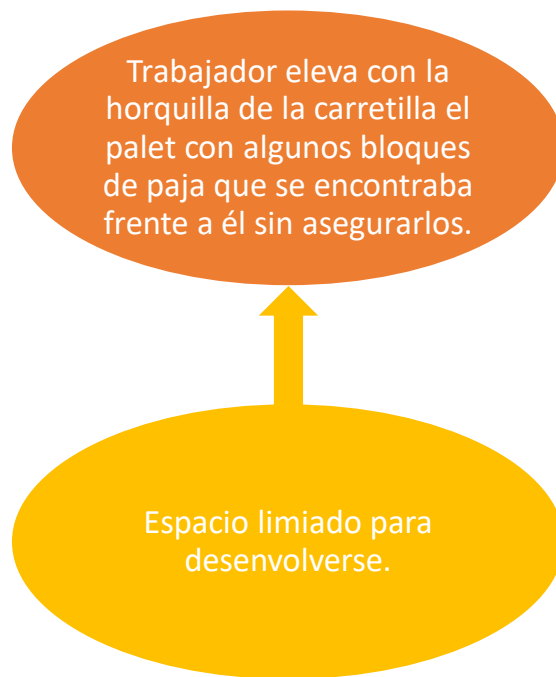 Trabajador eleva con la
horquilla de la carretilla el
palet con algunos bloques
de paja que se encontraba
frente a él sin asegurarlos.
Espacio limiado para
desenvolverse.